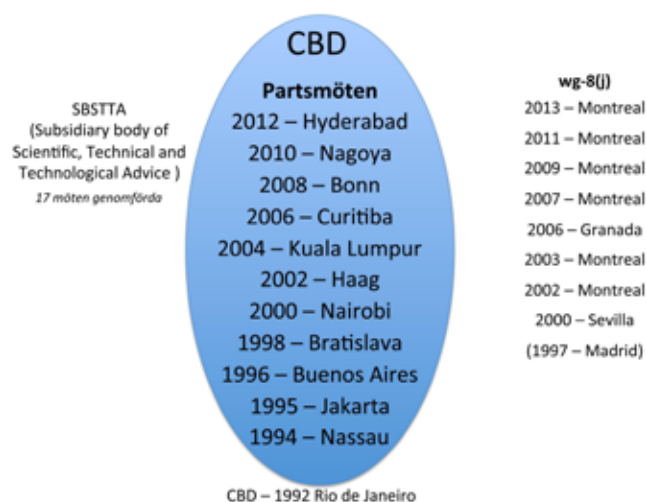 CBD
Partsmöten
2012 – Hyderabad
2010 – Nagoya
2008 – Bonn
2006 – Curitiba
2004 – Kuala Lumpur
2002 – Haag
2000 – Nairobi
1998 – Bratislava
1996 – Buenos Aires
1995 – Jakarta
1994 – Nassau
CBD – 1992 Rio de Janeiro
SBSTTA
(Subsidiary body of
Scientific, Technical and
Technological Advice )
17 möten genomförda
wg-8(j)
2013 – Montreal
2011 – Montreal
2009 – Montreal
2007 – Montreal
2006 – Granada
2003 – Montreal
2002 – Montreal
2000 – Sevilla
(1997 – Madrid)